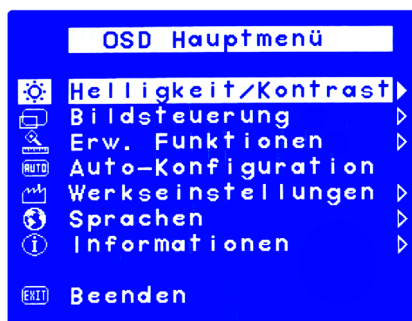 OSD Hauptmenü
Helligkeit/Kontrast
Bildsteuerung
Erw. Funktionen
AUTO Auto-Konfiguration
Werkseinstellungen
Sprachen
Informationen
EXIT Beenden